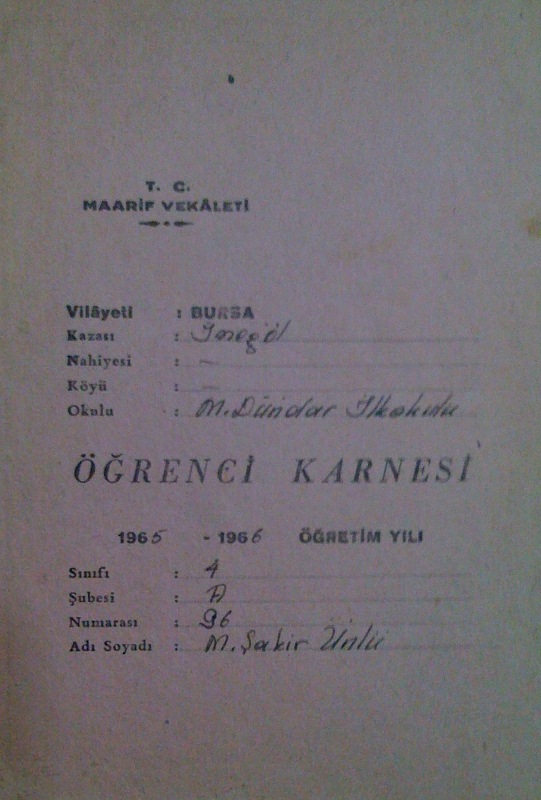 T. C.
MAARİF VEKÂLETİ
Vilâyeti : BURSA
Kazası : İnegöl
Nahiyesi : —
Köyü : —
Okulu : M. Dündar İlkokulu
ÖĞRENCİ KARNESİ
1965 - 1966 ÖĞRETİM YILI
Sınıfı : 4
Şubesi : A
Numarası : 96
Adı Soyadı : M. Şakir Ünlü